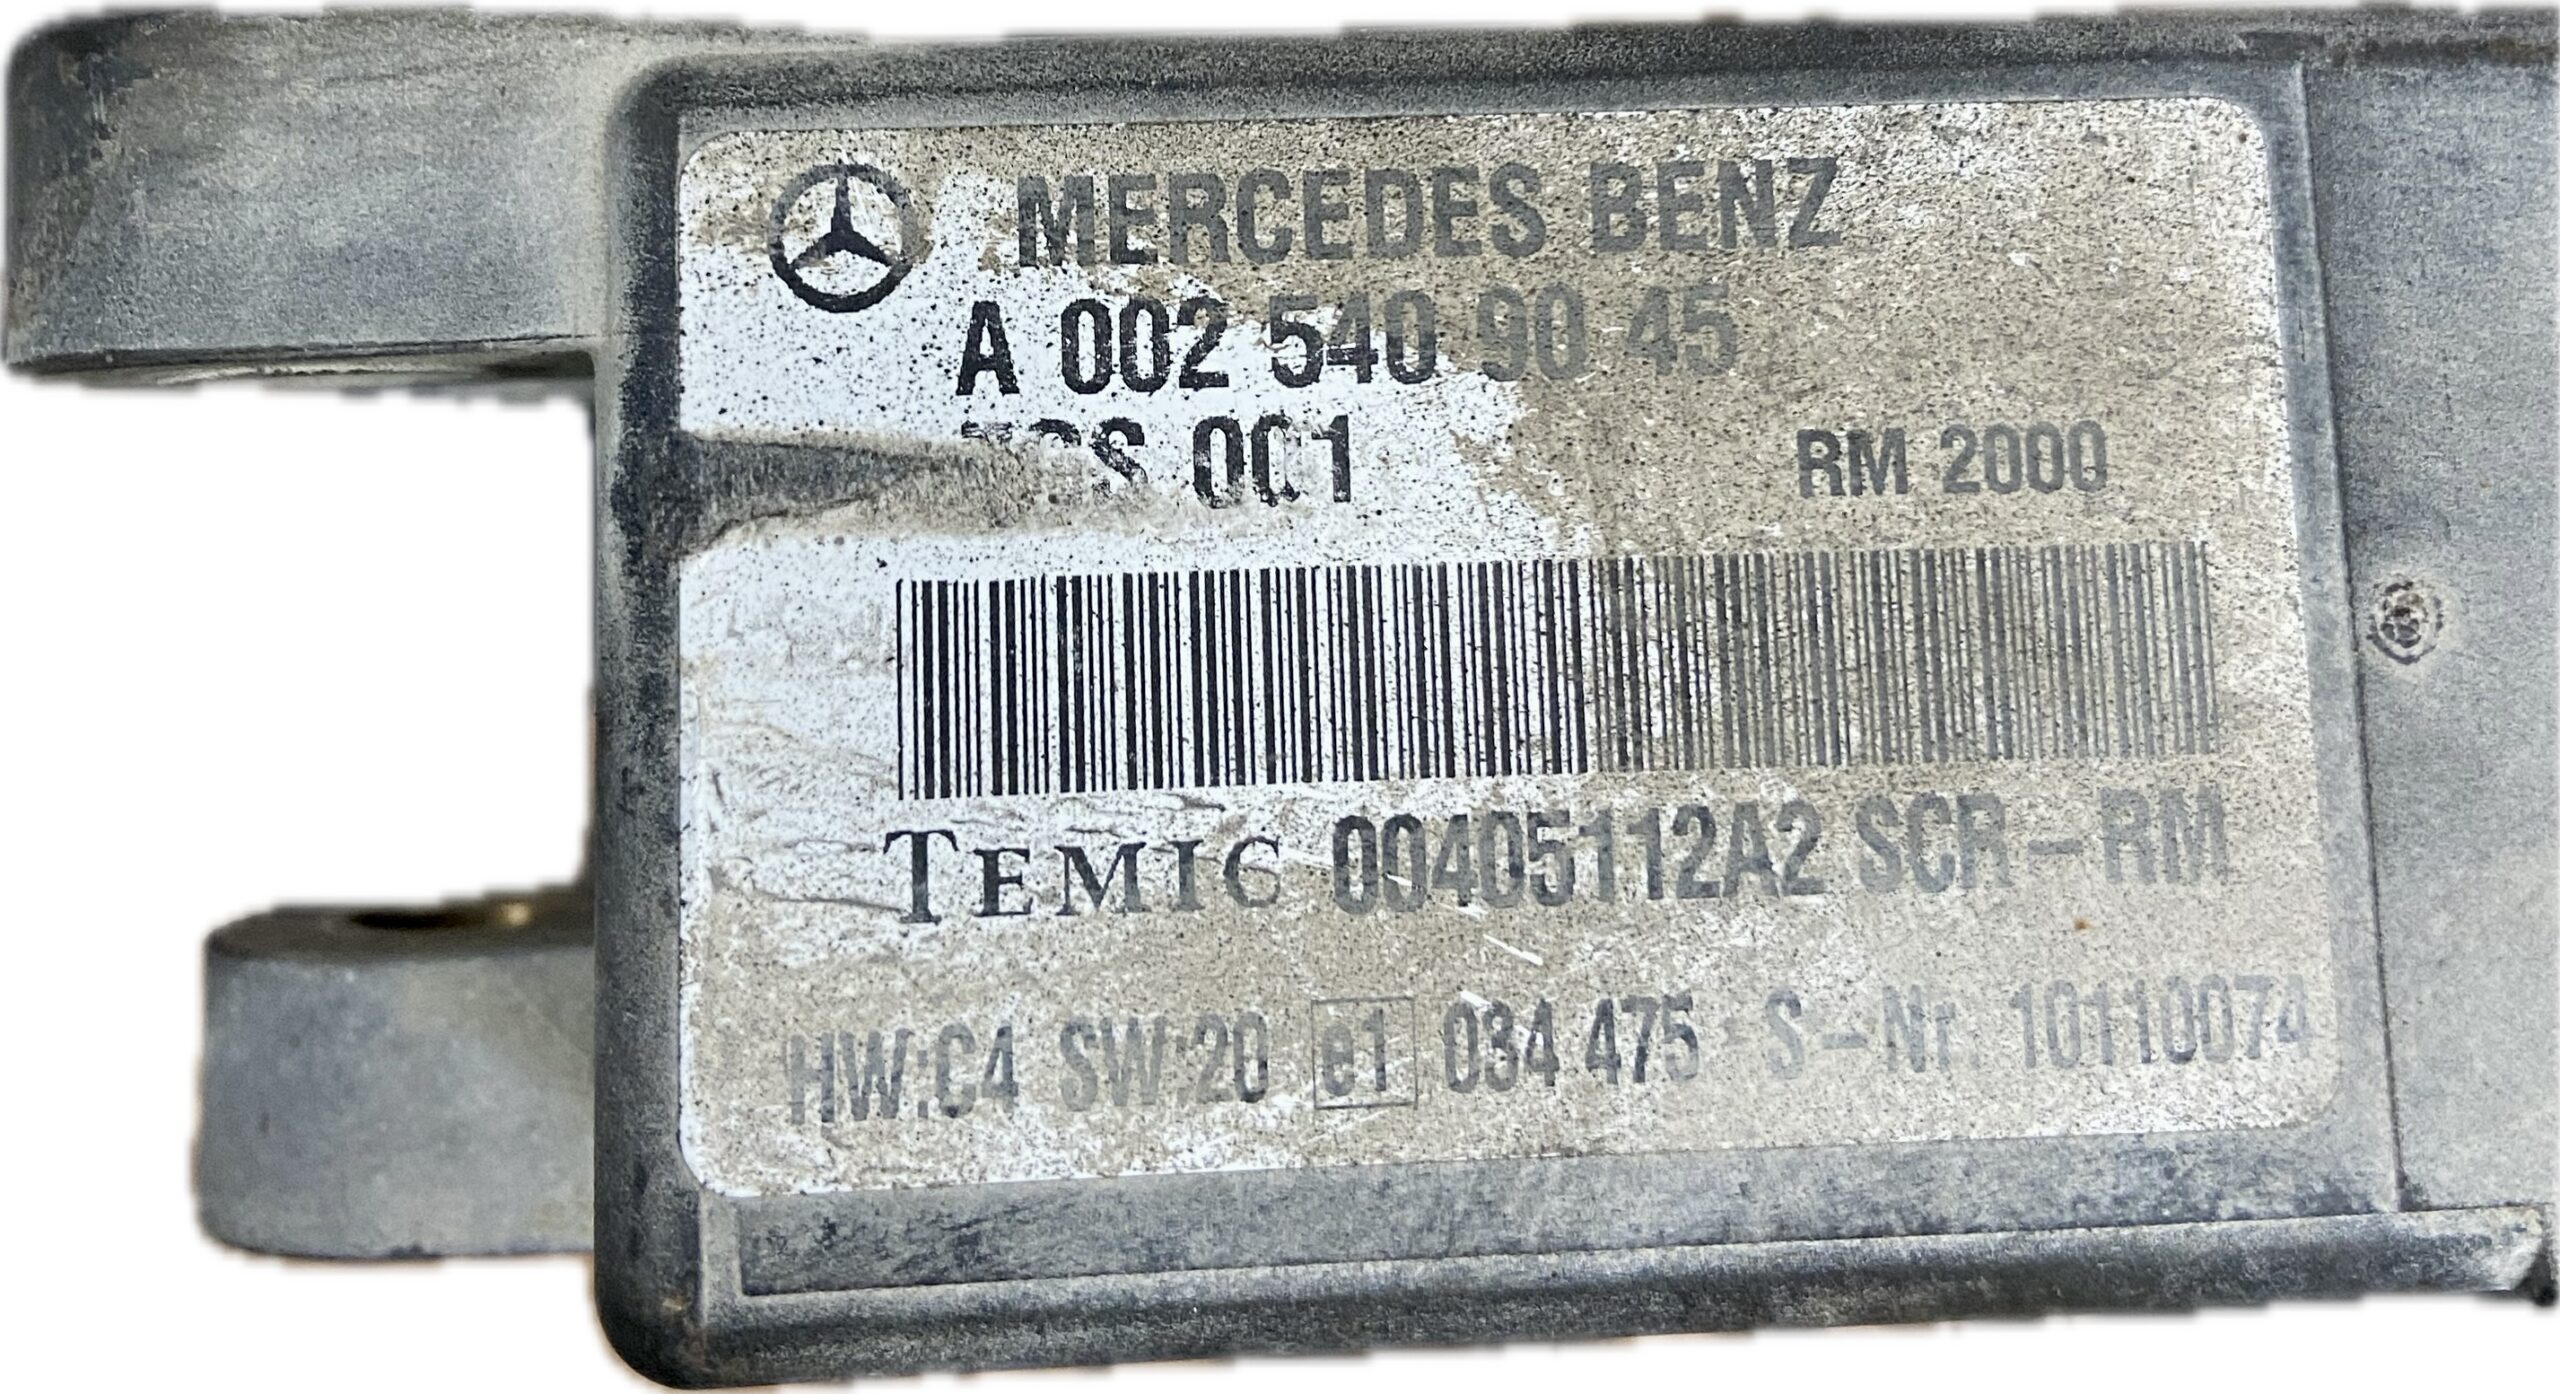 MERCEDES BENZ
A 002 540 90 45
001 RM 2000
TEMIC 00405112A2 SCR-RM
HW:C4 SW:20 e1 034 475 S-Nr. 10110074